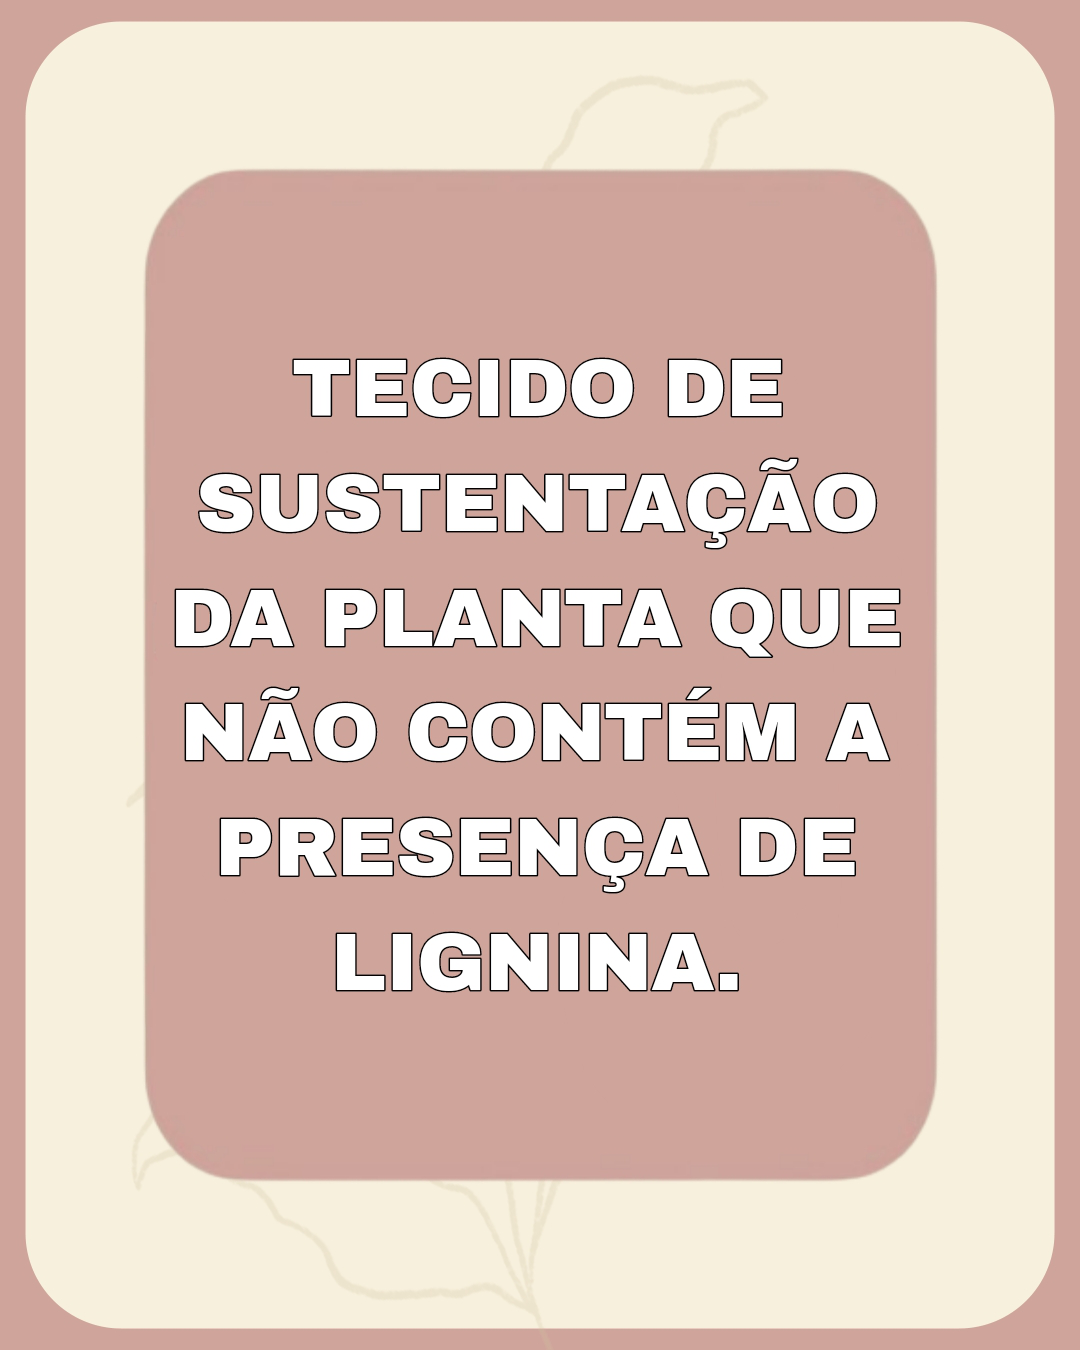 TECIDO DE
SUSTENTAÇÃO
DA PLANTA QUE
NÃO CONTÉM A
PRESENÇA DE
LIGNINA.